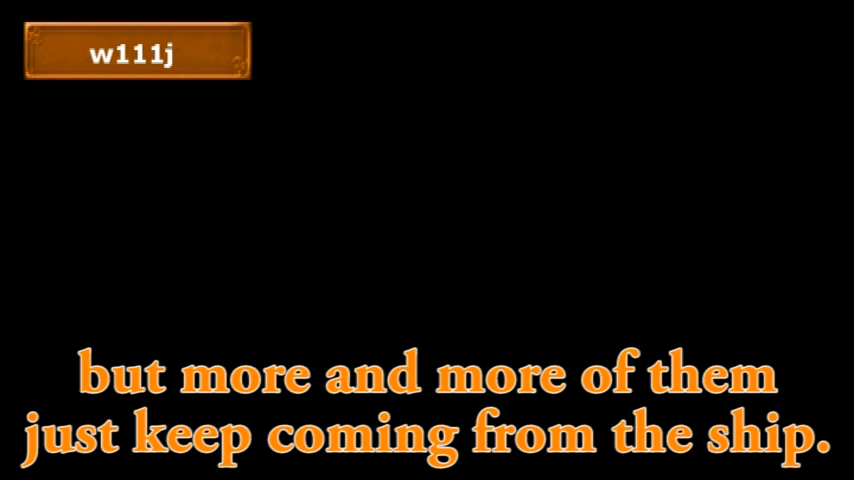 w111j
but more and more of them
just keep coming from the ship.